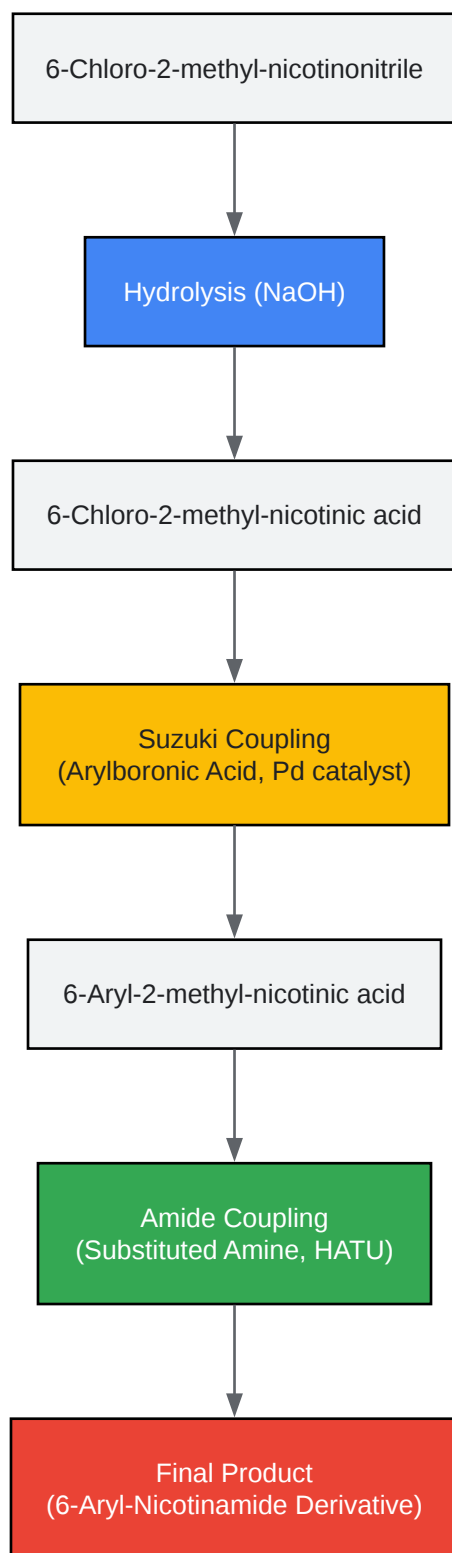 6-Chloro-2-methyl-nicotinonitrile
Hydrolysis (NaOH)
6-Chloro-2-methyl-nicotinic acid
Suzuki Coupling
(Arylboronic Acid, Pd catalyst)
6-Aryl-2-methyl-nicotinic acid
Amide Coupling
(Substituted Amine, HATU)
Final Product
(6-Aryl-Nicotinamide Derivative)